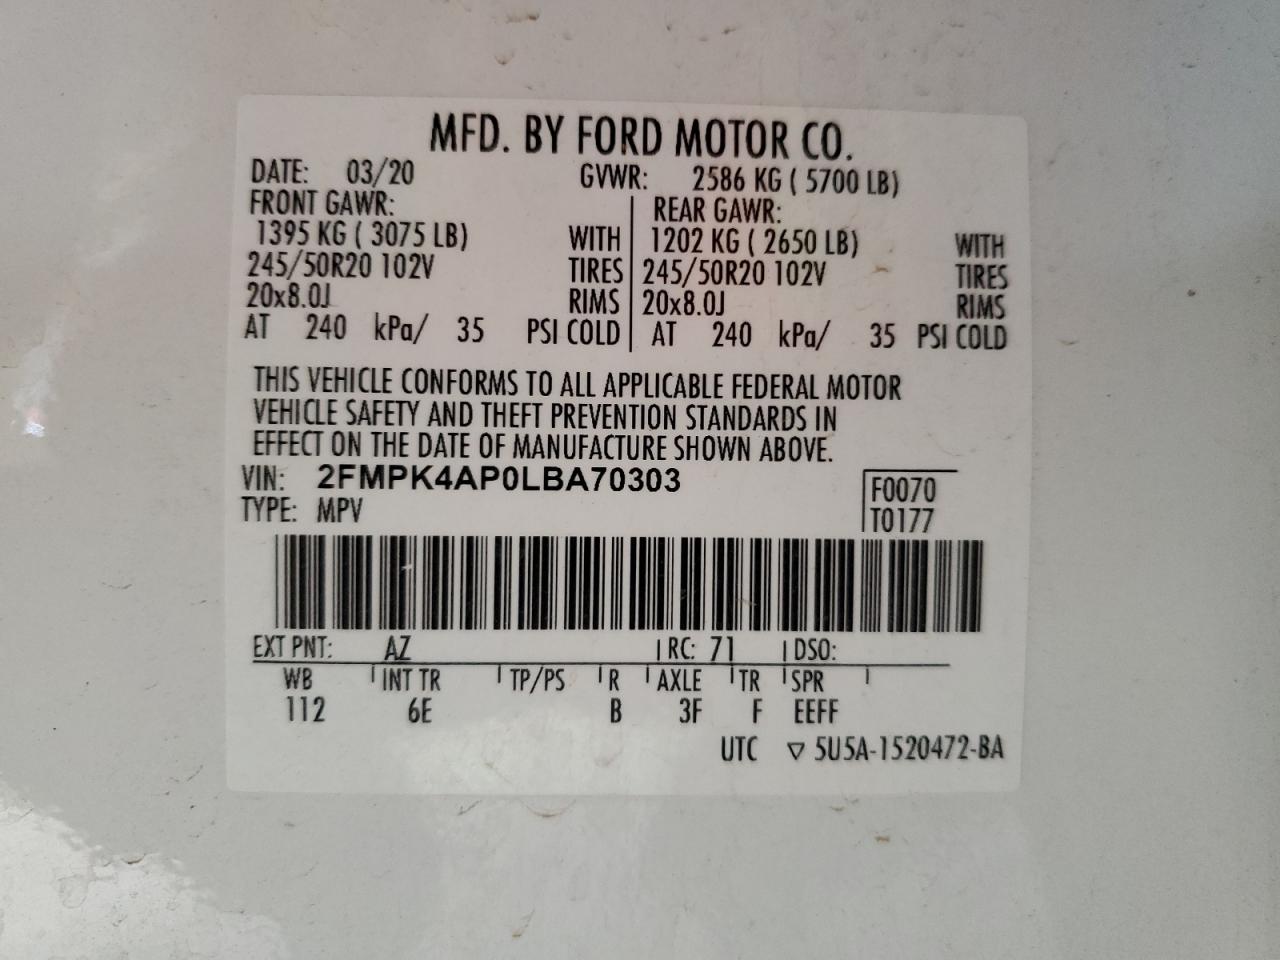 MFD. BY FORD MOTOR CO.
DATE: 03/20 GVWR: 2586 KG ( 5700 LB)
FRONT GAWR: REAR GAWR:
1395 KG ( 3075 LB) WITH 1202 KG ( 2650 LB) WITH
245/50R20 102V TIRES 245/50R20 102V TIRES
20x8.0J RIMS 20x8.0J RIMS
AT 240 kPa/ 35 PSI COLD AT 240 kPa/ 35 PSI COLD
THIS VEHICLE CONFORMS TO ALL APPLICABLE FEDERAL MOTOR
VEHICLE SAFETY AND THEFT PREVENTION STANDARDS IN
EFFECT ON THE DATE OF MANUFACTURE SHOWN ABOVE.
VIN: 2FMPK4AP0LBA70303 F0070
TYPE: MPV T0177
EXT PNT: AZ RC: 71 DSO:
WB INT TR TP/PS R AXLE TR SPR
112 6E B 3F F EEFF
UTC ▽ 5U5A-1520472-BA